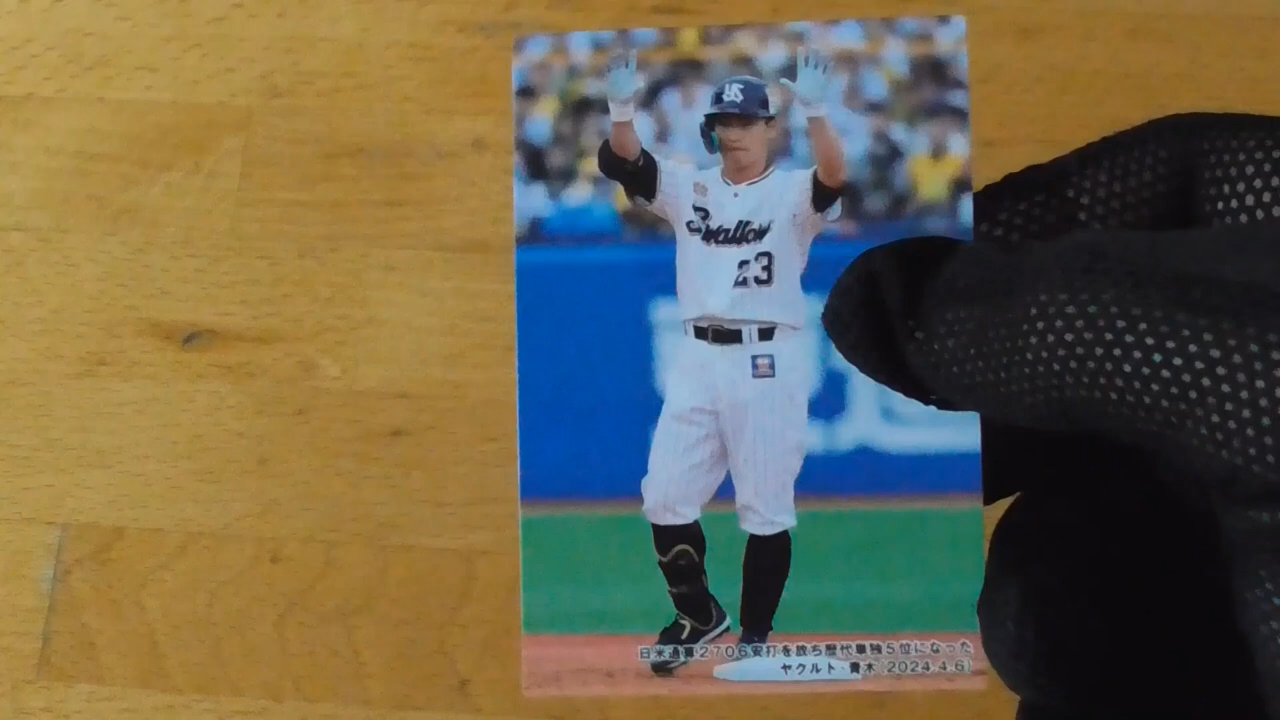 YS
Swallows
23
日米通算2706安打を放ち歴代単独5位になった
ヤクルト・青木(2024.4.6)